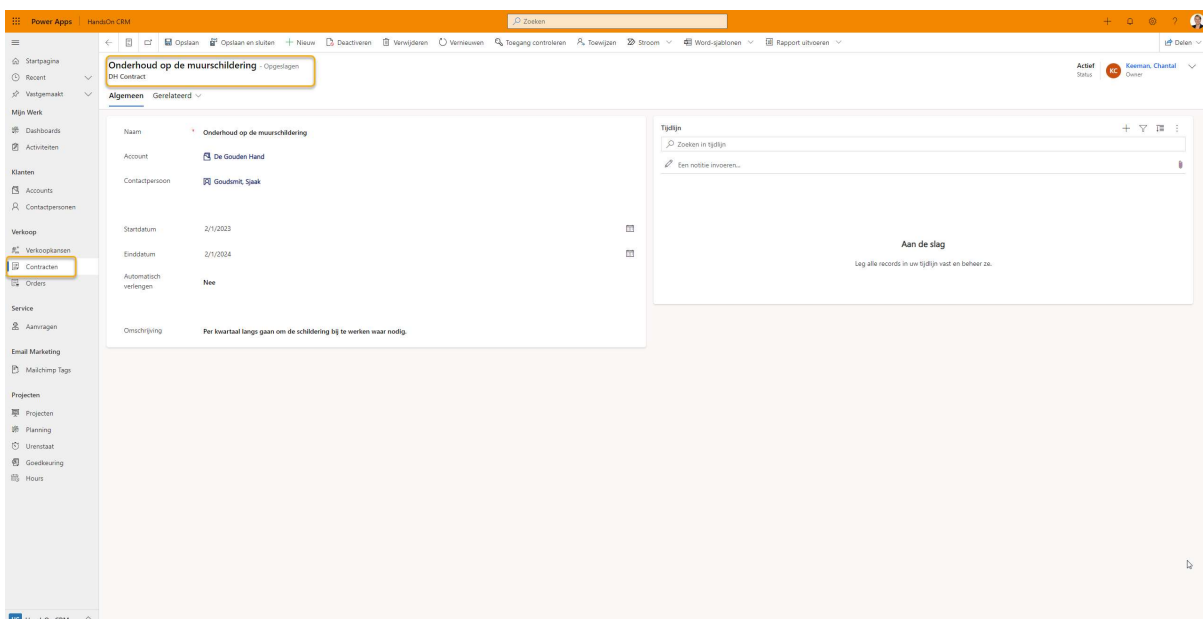 Power Apps HandsOn CRM Zoeken
Opslaan Opslaan en sluiten Nieuw Deactiveren Verwijderen Vernieuwen Toegang controleren Toewijzen Stroom Word-sjablonen Rapport uitvoeren Delen
Startpagina
Recent
Vastgemaakt
Mijn Werk
Dashboards
Activiteiten
Klanten
Accounts
Contactpersonen
Verkoop
Verkoopkansen
Contracten
Orders
Service
Aanvragen
Email Marketing
Mailchimp Tags
Projecten
Projecten
Planning
Urenstaat
Goedkeuring
Hours
Onderhoud op de muurschildering - Opgeslagen
DH Contract
Actief
Status
KC
Keeman, Chantal
Owner
Algemeen Gerelateerd
Naam * Onderhoud op de muurschildering
Account De Gouden Hand
Contactpersoon Goudsmit, Sjaak
Startdatum 2/1/2023
Einddatum 2/1/2024
Automatisch
verlengen Nee
Omschrijving Per kwartaal langs gaan om de schildering bij te werken waar nodig.
Tijdlijn
Zoeken in tijdlijn
Een notitie invoeren...
Aan de slag
Leg alle records in uw tijdlijn vast en beheer ze.